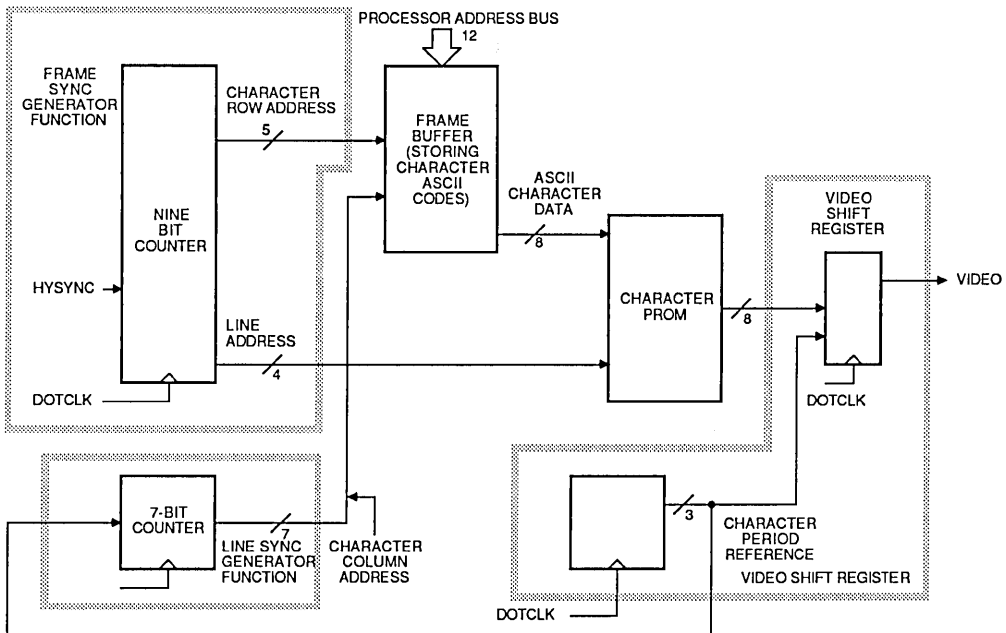 PROCESSOR ADDRESS BUS
12
FRAME
SYNC
GENERATOR
FUNCTION
CHARACTER
ROW ADDRESS
5
NINE
BIT
COUNTER
HYSYNC
LINE
ADDRESS
4
DOTCLK
FRAME
BUFFER
(STORING
CHARACTER
ASCII
CODES)
ASCII
CHARACTER
DATA
8
CHARACTER
PROM
8
VIDEO
SHIFT
REGISTER
VIDEO
DOTCLK
7-BIT
COUNTER
7
LINE SYNC
GENERATOR
FUNCTION
CHARACTER
COLUMN
ADDRESS
3
CHARACTER
PERIOD
REFERENCE
VIDEO SHIFT REGISTER
DOTCLK